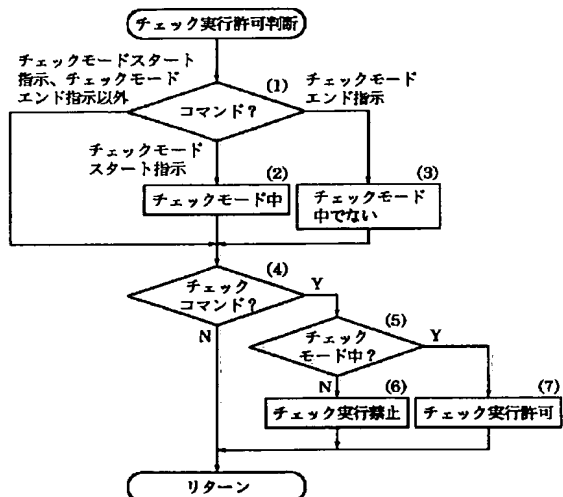 チェック実行許可判断
チェックモードスタート
指示、チェックモード
エンド指示以外
(1)
コマンド?
チェックモード
エンド指示
チェックモード
スタート指示
(2)
チェックモード中
(3)
チェックモード
中でない
(4)
チェック
コマンド?
Y
N
(5)
チェック
モード中?
Y
N
(6)
チェック実行禁止
(7)
チェック実行許可
リターン